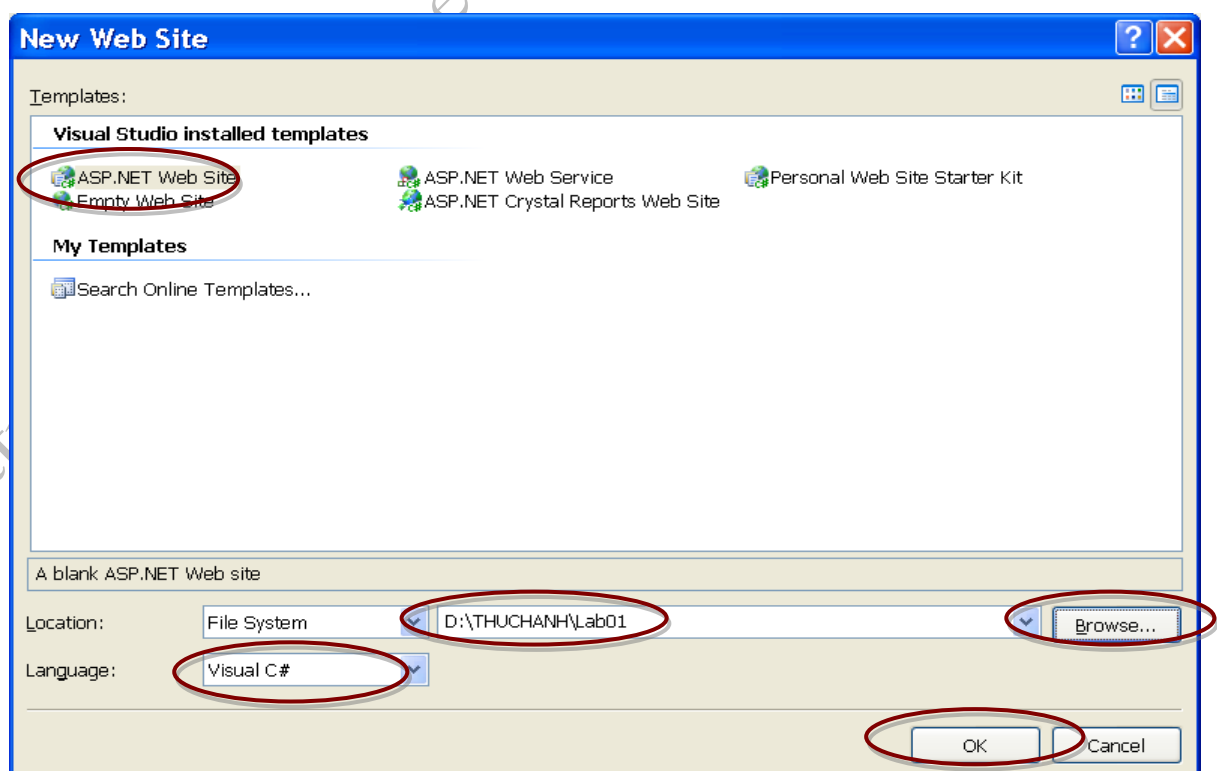 New Web Site
Templates:
Visual Studio installed templates
ASP.NET Web Site
ASP.NET Web Service
Personal Web Site Starter Kit
Empty Web Site
ASP.NET Crystal Reports Web Site
My Templates
Search Online Templates...
A blank ASP.NET Web site
Location:
File System
D:\THUCHANH\Lab01
Browse...
Language:
Visual C#
OK
Cancel